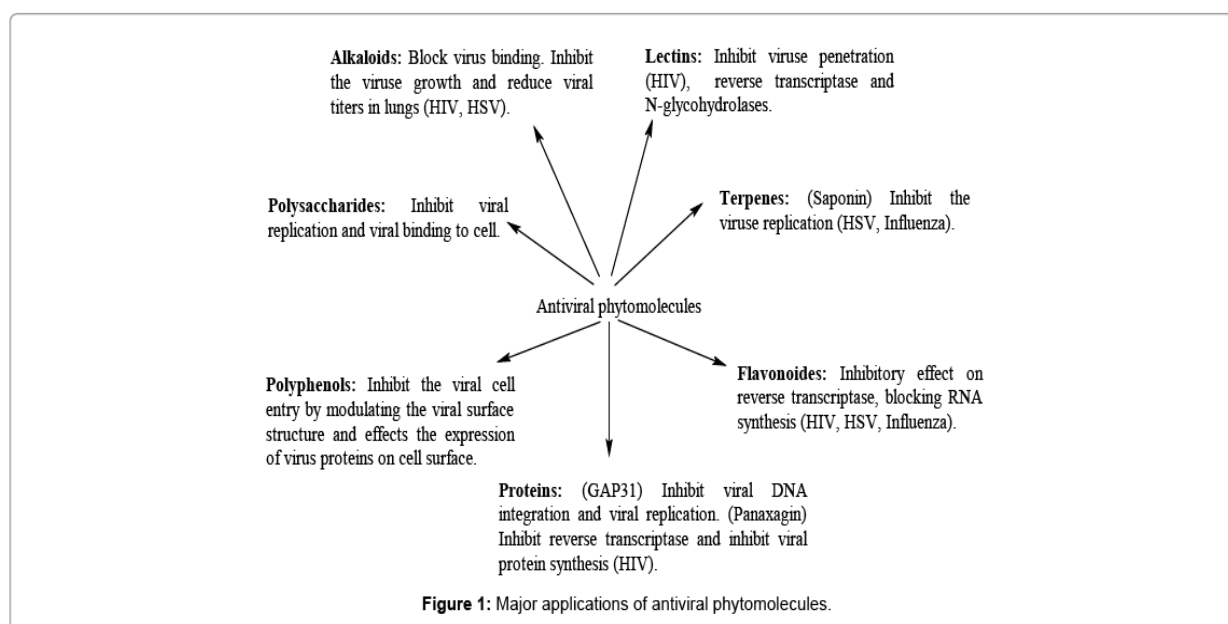 Alkaloids: Block virus binding. Inhibit
the viruse growth and reduce viral
titers in lungs (HIV, HSV).
Lectins: Inhibit viruse penetration
(HIV), reverse transcriptase and
N-glycohydrolases.
Polysaccharides: Inhibit viral
replication and viral binding to cell.
Terpenes: (Saponin) Inhibit the
viruse replication (HSV, Influenza).
Antiviral phytomolecules
Polyphenols: Inhibit the viral cell
entry by modulating the viral surface
structure and effects the expression
of virus proteins on cell surface.
Flavonoides: Inhibitory effect on
reverse transcriptase, blocking RNA
synthesis (HIV, HSV, Influenza).
Proteins: (GAP31) Inhibit viral DNA
integration and viral replication. (Panaxagin)
Inhibit reverse transcriptase and inhibit viral
protein synthesis (HIV).
Figure 1: Major applications of antiviral phytomolecules.